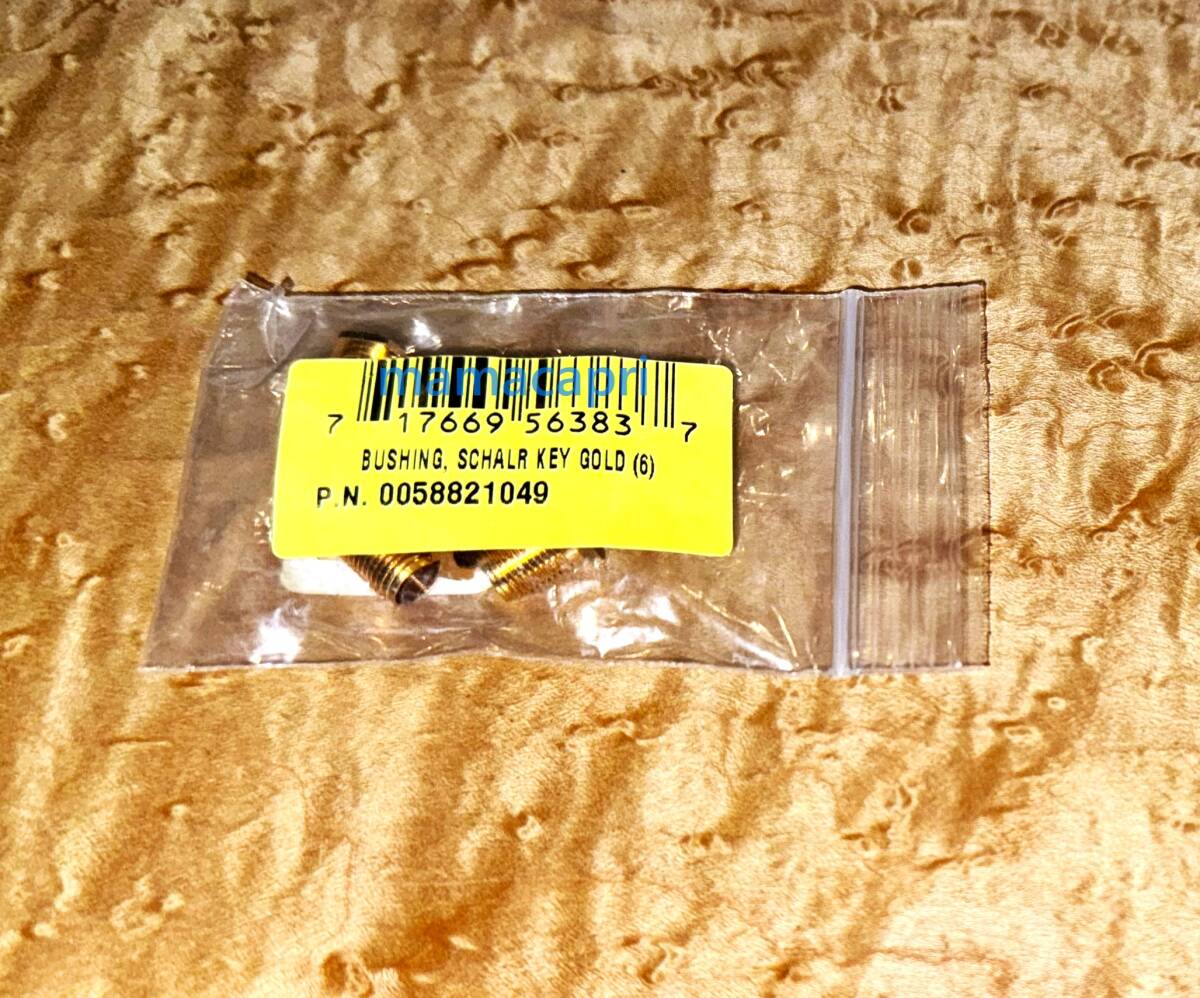 mamacapri
7 17669 56383 7
BUSHING, SCHALR KEY GOLD (6)
P.N. 0058821049